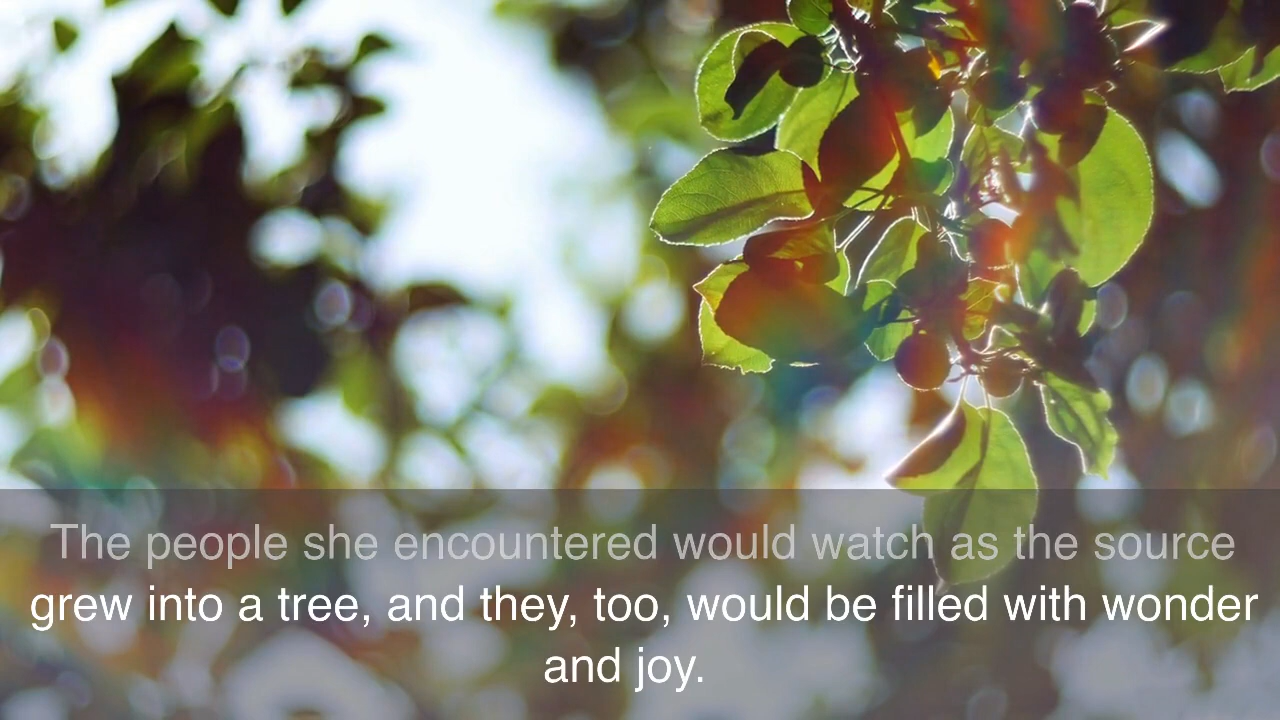 The people she encountered would watch as the source
grew into a tree, and they, too, would be filled with wonder
and joy.